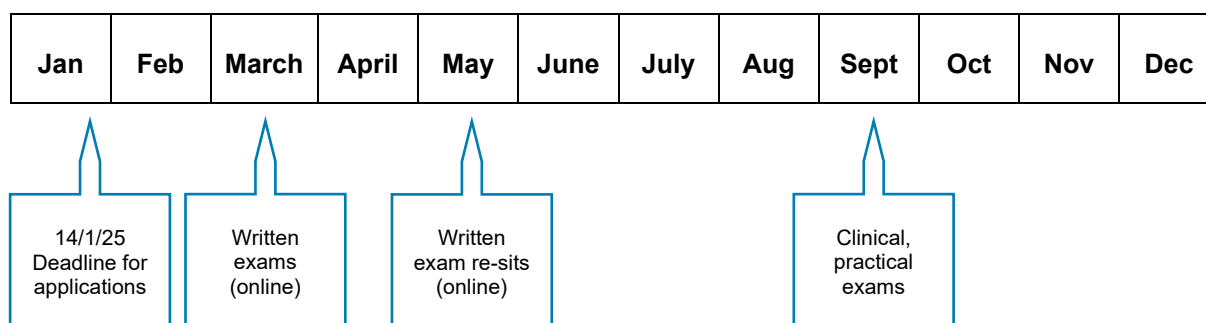 Jan Feb March April May June July Aug Sept Oct Nov Dec
14/1/25
Deadline for
applications
Written
exams
(online)
Written
exam re-sits
(online)
Clinical,
practical
exams